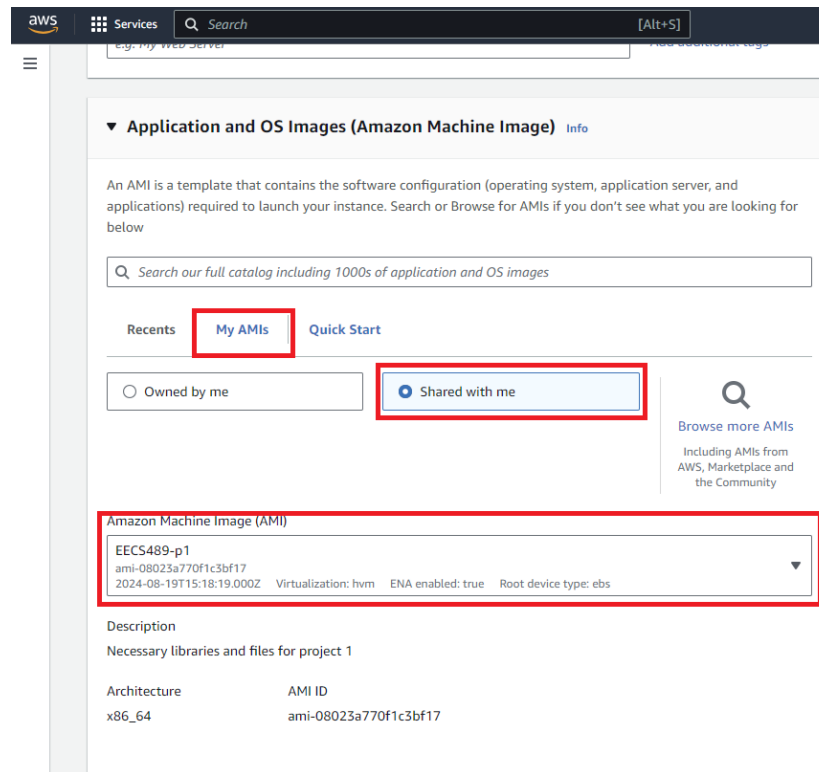 aws Services Search [Alt+S]
e.g. My Web Server Add additional tags
Application and OS Images (Amazon Machine Image) Info
An AMI is a template that contains the software configuration (operating system, application server, and
applications) required to launch your instance. Search or Browse for AMIs if you don't see what you are looking for
below
Search our full catalog including 1000s of application and OS images
Recents My AMIs Quick Start
Owned by me Shared with me
Browse more AMIs
Including AMIs from
AWS, Marketplace and
the Community
Amazon Machine Image (AMI)
EECS489-p1
ami-08023a770f1c3bf17
2024-08-19T15:18:19.000Z Virtualization: hvm ENA enabled: true Root device type: ebs
Description
Necessary libraries and files for project 1
Architecture AMI ID
x86_64 ami-08023a770f1c3bf17